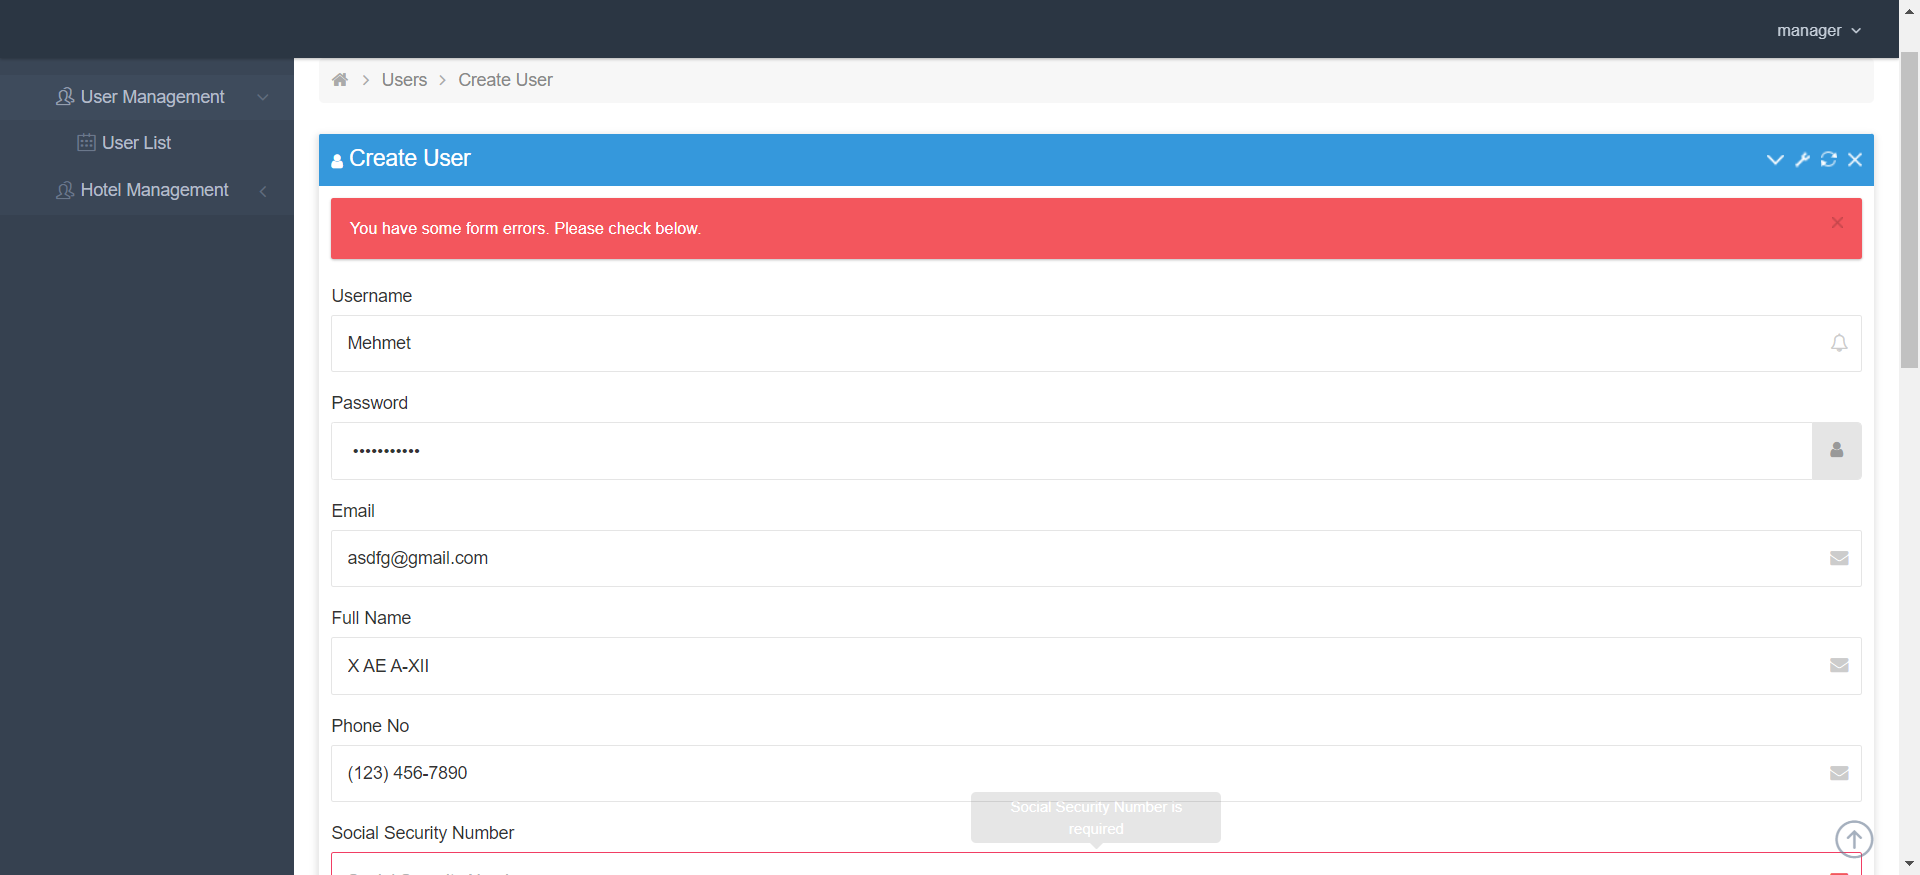 manager
Users
Create User
User Management
User List
Hotel Management
Create User
You have some form errors. Please check below.
Username
Mehmet
Password
•••••••••••
Email
asdfg@gmail.com
Full Name
X AE A-XII
Phone No
(123) 456-7890
Social Security Number is
required
Social Security Number